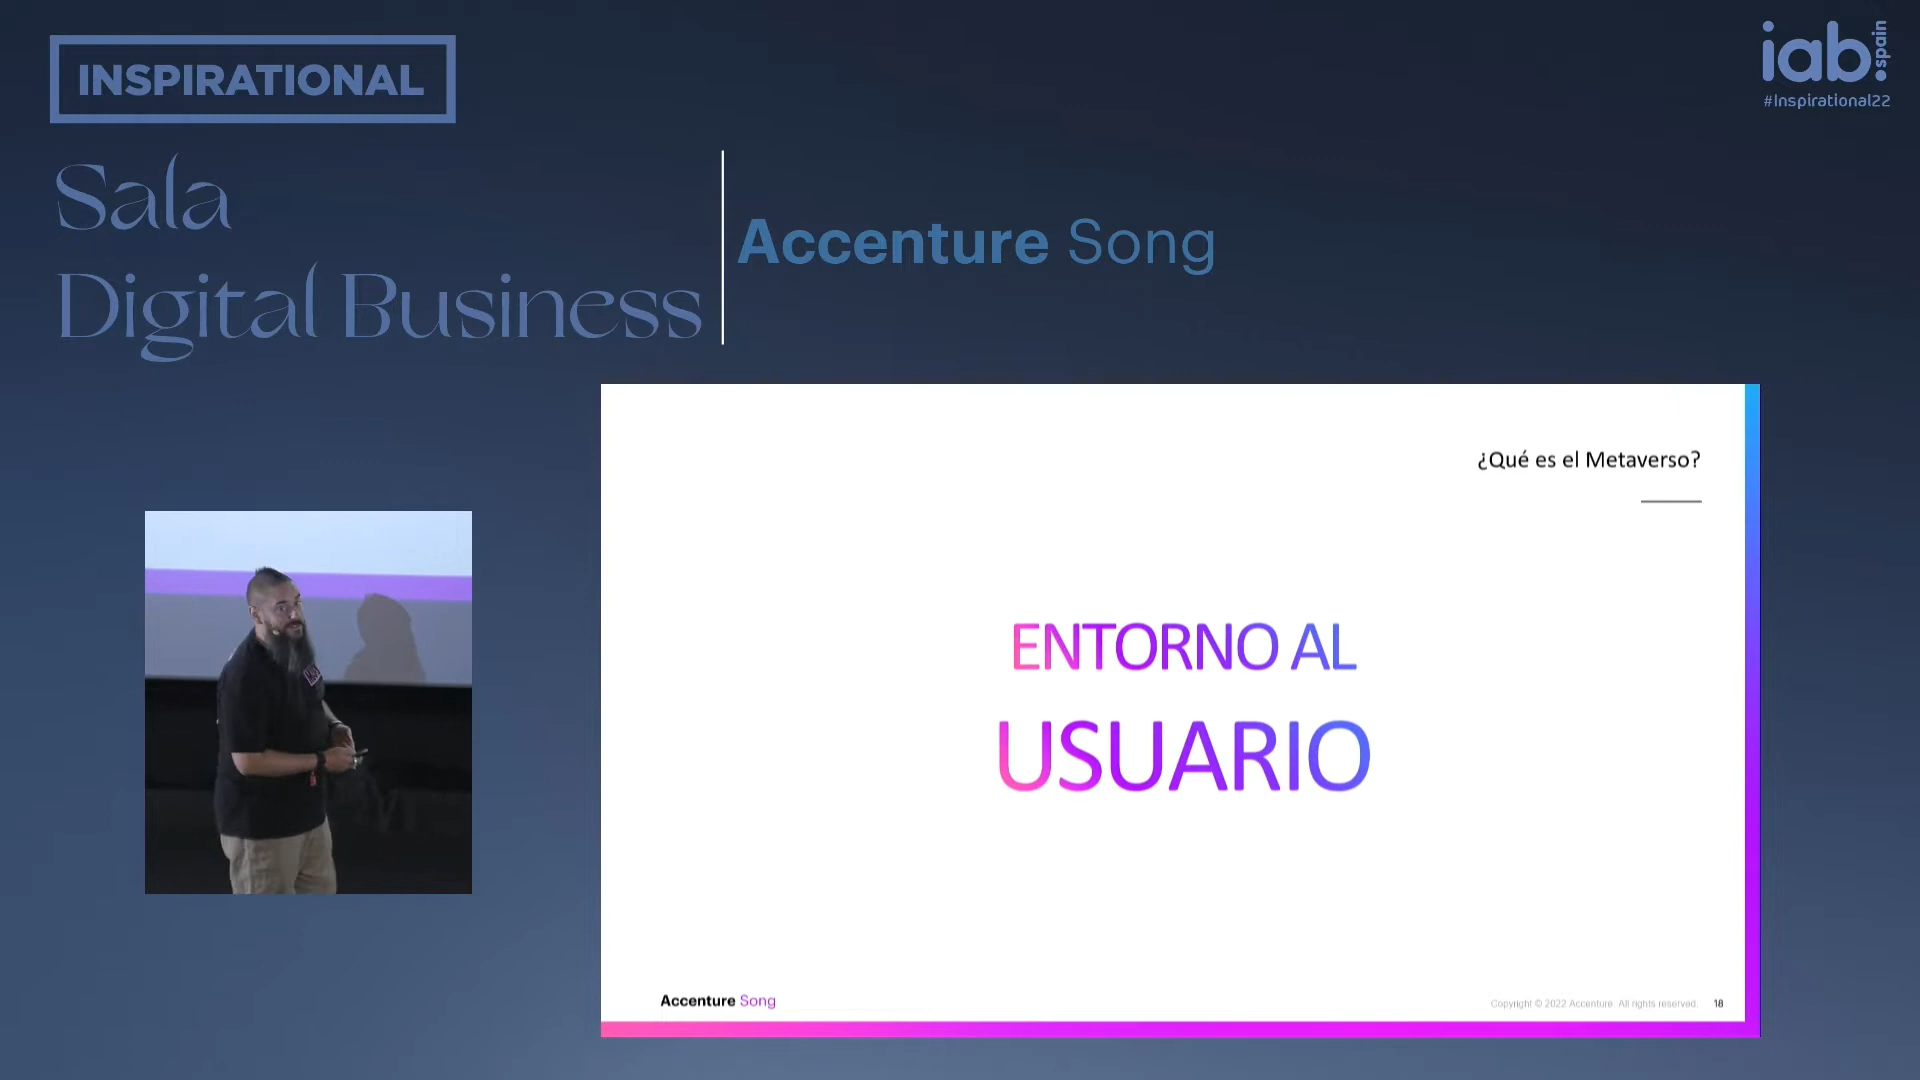 INSPIRATIONAL
iab.spain
#Inspirational22
Sala
Digital Business
Accenture Song
¿Qué es el Metaverso?
ENTORNO AL
USUARIO
Accenture Song
Copyright © 2022 Accenture. All rights reserved. 18